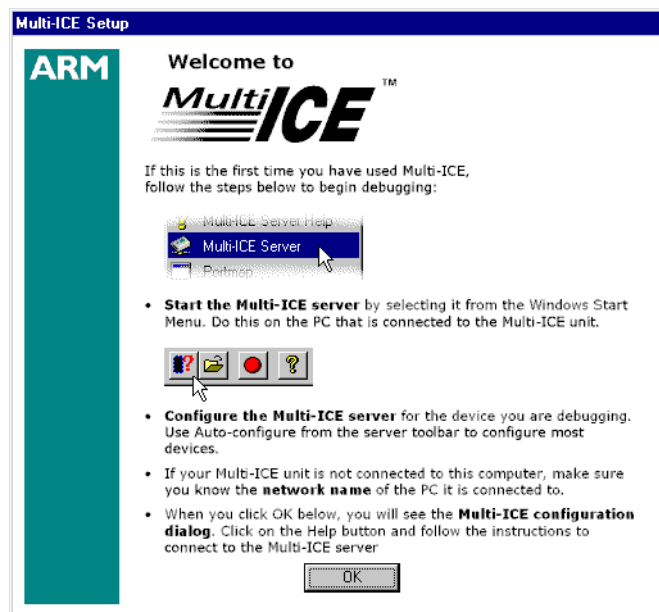 Multi-ICE Setup
ARM
Welcome to
Multi ICE ™
If this is the first time you have used Multi-ICE,
follow the steps below to begin debugging:
Multi-ICE Server Help
Multi-ICE Server
Portmap
• Start the Multi-ICE server by selecting it from the Windows Start
Menu. Do this on the PC that is connected to the Multi-ICE unit.
?
?
• Configure the Multi-ICE server for the device you are debugging.
Use Auto-configure from the server toolbar to configure most
devices.
• If your Multi-ICE unit is not connected to this computer, make sure
you know the network name of the PC it is connected to.
• When you click OK below, you will see the Multi-ICE configuration
dialog. Click on the Help button and follow the instructions to
connect to the Multi-ICE server
OK